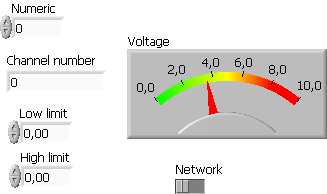 Numeric
0
Channel number
0
Low limit
0,00
High limit
0,00
Voltage
0,0 2,0 4,0 6,0 8,0 10,0
Network